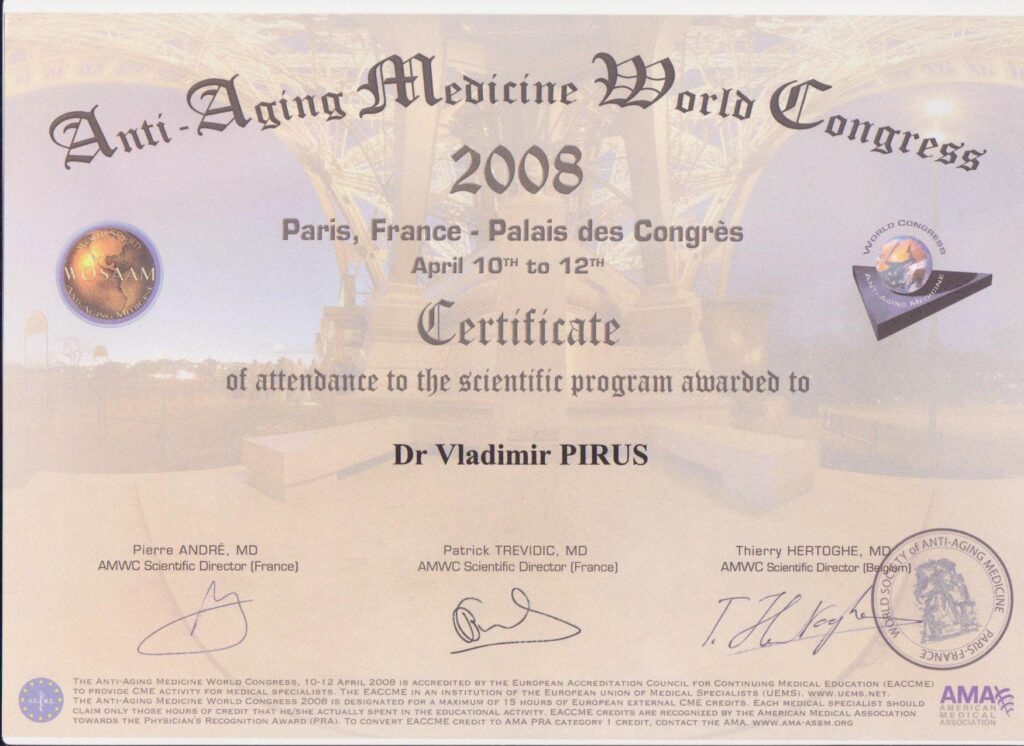 Anti-Aging Medicine World Congress
2008
Paris, France - Palais des Congrès
April 10TH to 12TH
WORLD SOCIETY
WOSAAM
ANTI-AGING MEDICINE
WORLD CONGRESS
ANTI-AGING MEDICINE
Certificate
of attendance to the scientific program awarded to
Dr Vladimir PIRUS
Pierre ANDRÉ, MD
AMWC Scientific Director (France)
Patrick TREVIDIC, MD
AMWC Scientific Director (France)
Thierry HERTOGHE, MD
AMWC Scientific Director (Belgium)
WORLD SOCIETY of ANTI-AGING MEDICINE
PARIS-FRANCE
UEMS
THE ANTI-AGING MEDICINE WORLD CONGRESS, 10-12 APRIL 2008 IS ACCREDITED BY THE EUROPEAN ACCREDITATION COUNCIL FOR CONTINUING MEDICAL EDUCATION (EACCME)
TO PROVIDE CME ACTIVITY FOR MEDICAL SPECIALISTS. THE EACCME IN AN INSTITUTION OF THE EUROPEAN UNION OF MEDICAL SPECIALISTS (UEMS), WWW.UEMS.NET.
THE ANTI-AGING MEDICINE WORLD CONGRESS 2008 IS DESIGNATED FOR A MAXIMUM OF 15 HOURS OF EUROPEAN EXTERNAL CME CREDITS. EACH MEDICAL SPECIALIST SHOULD
CLAIM ONLY THOSE HOURS OF CREDIT THAT HE/SHE ACTUALLY SPENT IN THE EDUCATIONAL ACTIVITY. EACCME CREDITS ARE RECOGNIZED BY THE AMERICAN MEDICAL ASSOCIATION
TOWARDS THE PHYSICIAN'S RECOGNITION AWARD (PRA). TO CONVERT EACCME CREDIT TO AMA PRA CATEGORY 1 CREDIT, CONTACT THE AMA. WWW.AMA-ASSM.ORG
AMA
AMERICAN
MEDICAL
ASSOCIATION